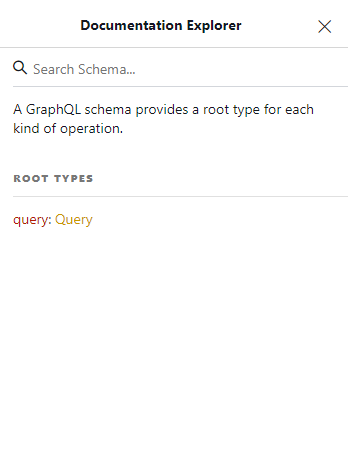 Documentation Explorer
Search Schema...
A GraphQL schema provides a root type for each
kind of operation.
ROOT TYPES
query: Query